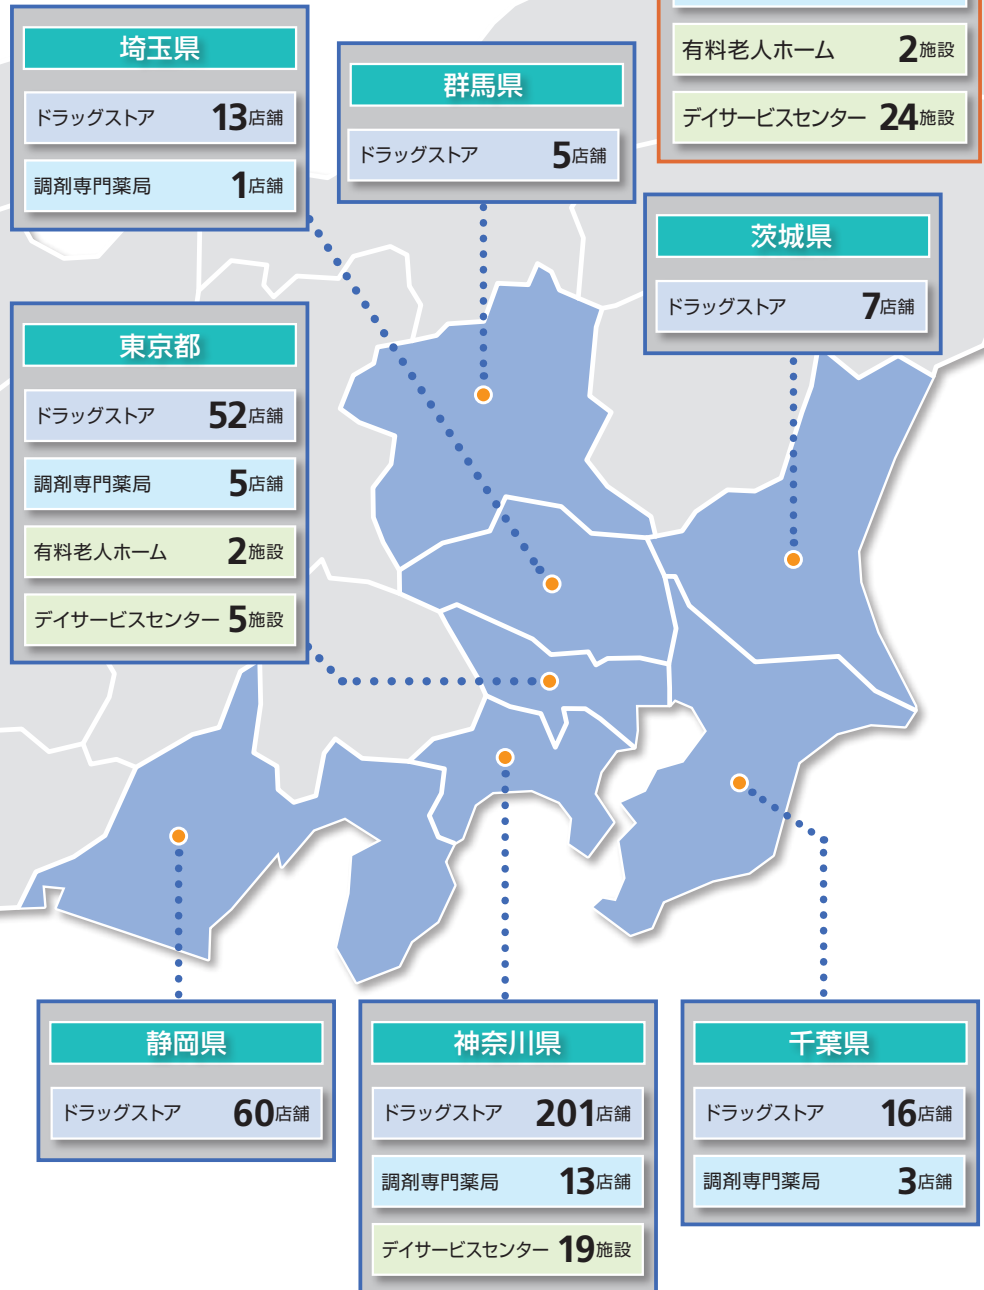 埼玉県
ドラッグストア 13店舗
調剤専門薬局 1店舗
群馬県
ドラッグストア 5店舗
有料老人ホーム 2施設
デイサービスセンター 24施設
茨城県
ドラッグストア 7店舗
東京都
ドラッグストア 52店舗
調剤専門薬局 5店舗
有料老人ホーム 2施設
デイサービスセンター 5施設
静岡県
ドラッグストア 60店舗
神奈川県
ドラッグストア 201店舗
調剤専門薬局 13店舗
デイサービスセンター 19施設
千葉県
ドラッグストア 16店舗
調剤専門薬局 3店舗